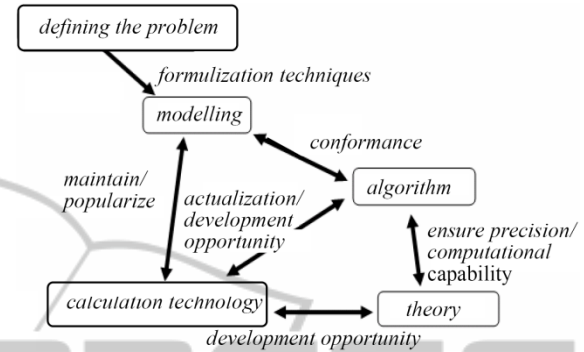 defining the problem
formulization techniques
modelling
conformance
maintain/
popularize
actualization/
development
opportunity
algorithm
ensure precision/
computational
capability
calculation technology
theory
development opportunity